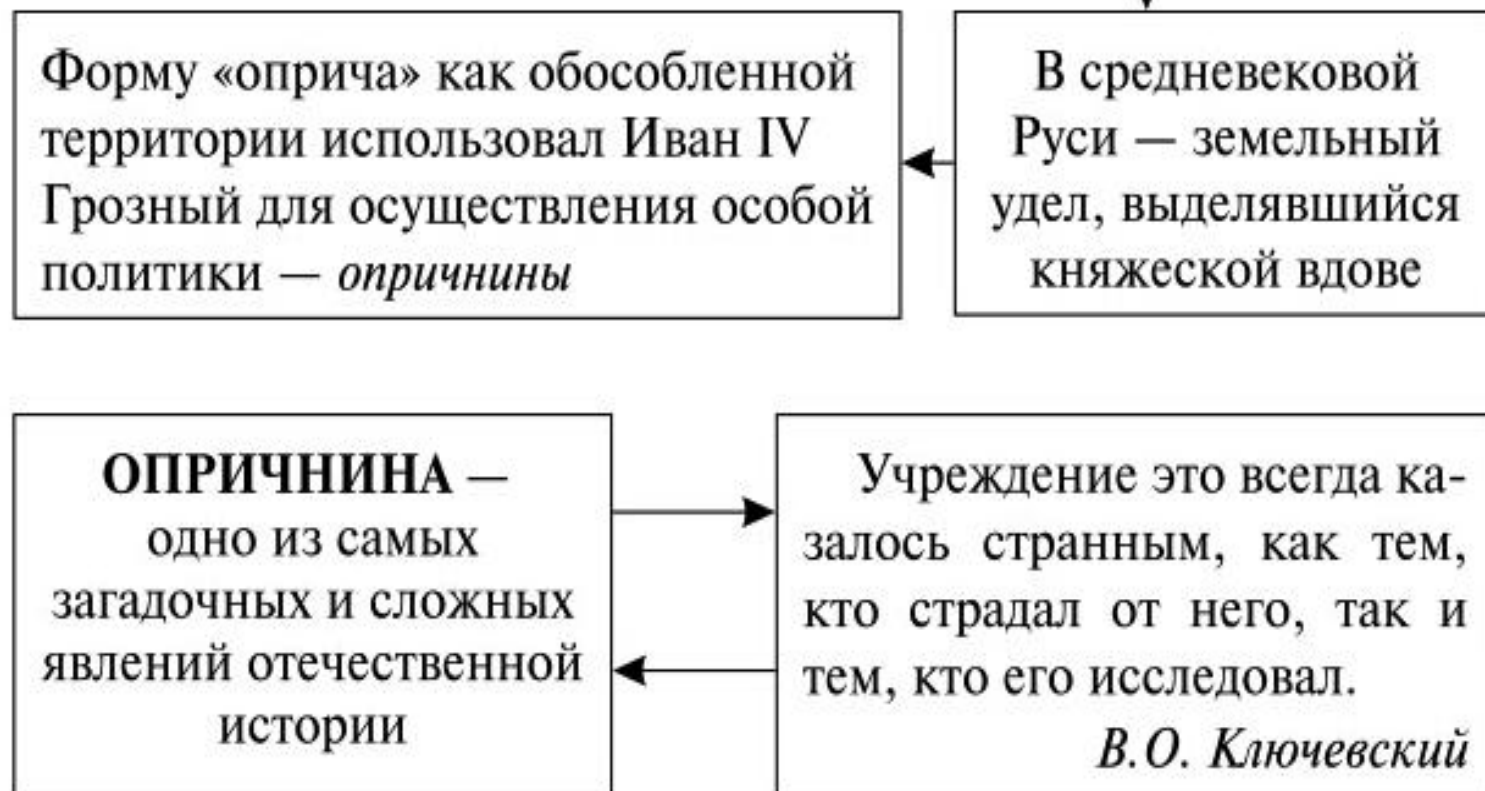 Форму «оприча» как обособленной
территории использовал Иван IV
Грозный для осуществления особой
политики — опричнины
В средневековой
Руси — земельный
удел, выделявшийся
княжеской вдове
ОПРИЧНИНА —
одно из самых
загадочных и сложных
явлений отечественной
истории
Учреждение это всегда ка-
залось странным, как тем,
кто страдал от него, так и
тем, кто его исследовал.
В.О. Ключевский